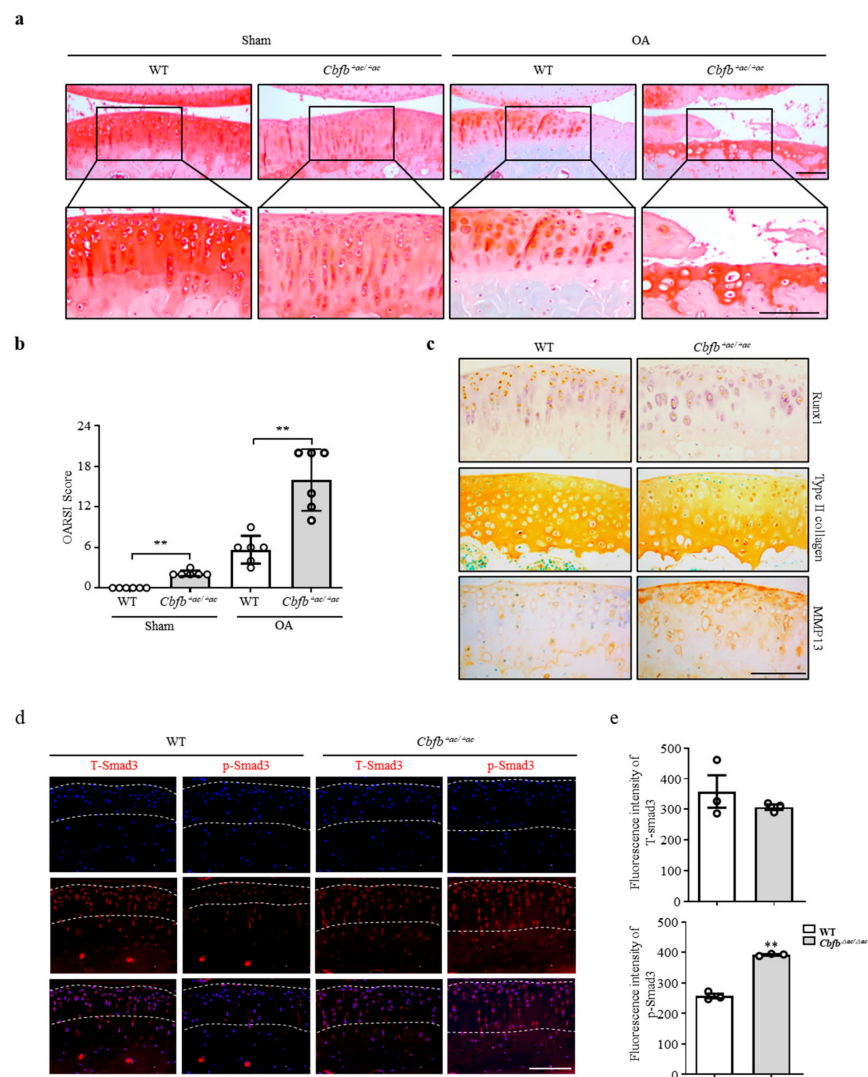 a
Sham OA
WT Cbfb Δac/Δac WT Cbfb Δac/Δac
b
OARSI Score
24
18
12
6
0
**
**
WT Cbfb Δac/Δac WT Cbfb Δac/Δac
Sham OA
c
WT Cbfb Δac/Δac
Runx1
Type II collagen
MMP13
d
WT Cbfb Δac/Δac
T-Smad3 p-Smad3 T-Smad3 p-Smad3
e
Fluorescence intensity of
T-smad3
500
400
300
200
100
0
Fluorescence intensity of
p-Smad3
500
400
300
200
100
0
**
WT
Cbfb Δac/Δac